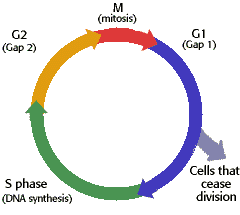 M
(mitosis)
G2
(Gap 2)
G1
(Gap 1)
S phase
(DNA synthesis)
Cells that
cease
division